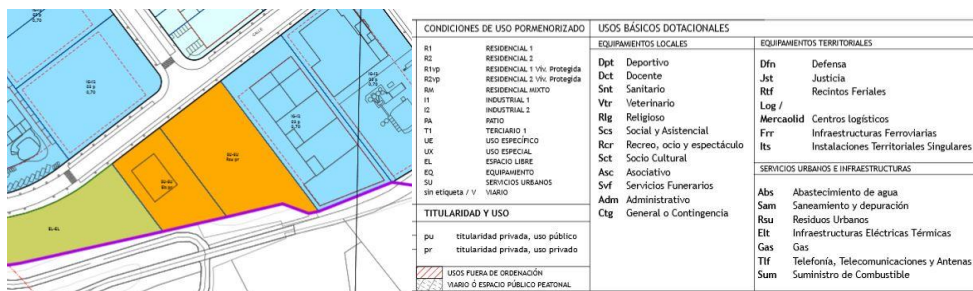 CALLE
EL-EL
CONDICIONES DE USO PORMENORIZADO
R1 RESIDENCIAL 1
R2 RESIDENCIAL 2
R1vp RESIDENCIAL 1 Viv. Protegida
R2vp RESIDENCIAL 2 Viv. Protegida
RM RESIDENCIAL MIXTO
I1 INDUSTRIAL 1
I2 INDUSTRIAL 2
PA PATIO
T1 TERCIARIO 1
UE USO ESPECÍFICO
UX USO ESPECIAL
EL ESPACIO LIBRE
EQ EQUIPAMIENTO
SU SERVICIOS URBANOS
sin etiqueta / V VIARIO
TITULARIDAD Y USO
pu titularidad privada, uso público
pr titularidad privada, uso privado
USOS FUERA DE ORDENACIÓN
VIARIO Ó ESPACIO PÚBLICO PEATONAL
USOS BÁSICOS DOTACIONALES
EQUIPAMIENTOS LOCALES
Dpt Deportivo
Dct Docente
Snt Sanitario
Vtr Veterinario
Rlg Religioso
Scs Social y Asistencial
Rcr Recreo, ocio y espectáculo
Sct Socio Cultural
Asc Asociativo
Svf Servicios Funerarios
Adm Administrativo
Ctg General o Contingencia
EQUIPAMIENTOS TERRITORIALES
Dfn Defensa
Jst Justicia
Rtf Recintos Feriales
Log /
Mercaolid Centros logísticos
Frr Infraestructuras Ferroviarias
Its Instalaciones Territoriales Singulares
SERVICIOS URBANOS E INFRAESTRUCTURAS
Abs Abastecimiento de agua
Sam Saneamiento y depuración
Rsu Residuos Urbanos
Elt Infraestructuras Eléctricas Térmicas
Gas Gas
Tlf Telefonía, Telecomunicaciones y Antenas
Sum Suministro de Combustible